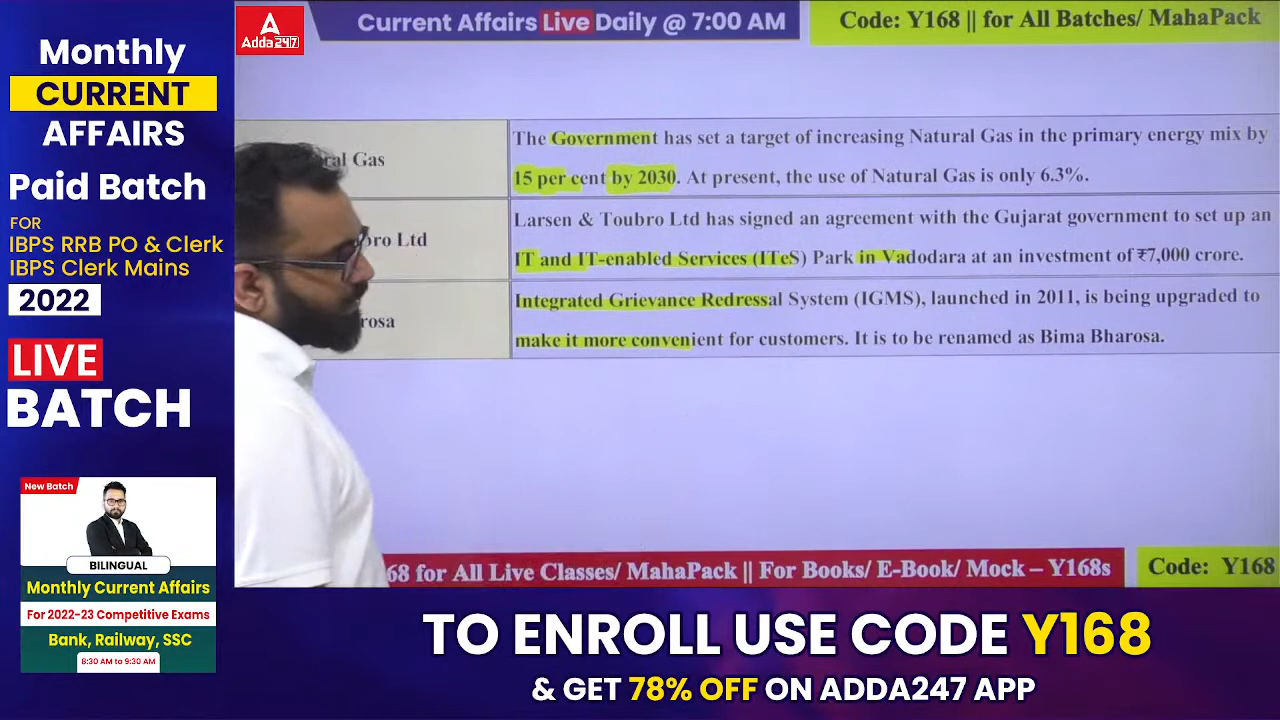 Monthly
CURRENT
AFFAIRS
Paid Batch
FOR
IBPS RRB PO & Clerk
IBPS Clerk Mains
2022
LIVE
BATCH
New Batch
BILINGUAL
Monthly Current Affairs
For 2022-23 Competitive Exams
Bank, Railway, SSC
8:30 AM to 9:30 AM
A
Adda247
Current Affairs Live Daily @ 7:00 AM
Code: Y168 || for All Batches/ MahaPack
ral Gas
The Government has set a target of increasing Natural Gas in the primary energy mix by
15 per cent by 2030. At present, the use of Natural Gas is only 6.3%.
bro Ltd
Larsen & Toubro Ltd has signed an agreement with the Gujarat government to set up an
IT and IT-enabled Services (ITeS) Park in Vadodara at an investment of ₹7,000 crore.
rosa
Integrated Grievance Redressal System (IGMS), launched in 2011, is being upgraded to
make it more convenient for customers. It is to be renamed as Bima Bharosa.
68 for All Live Classes/ MahaPack || For Books/ E-Book/ Mock – Y168s
Code: Y168
TO ENROLL USE CODE Y168
& GET 78% OFF ON ADDA247 APP